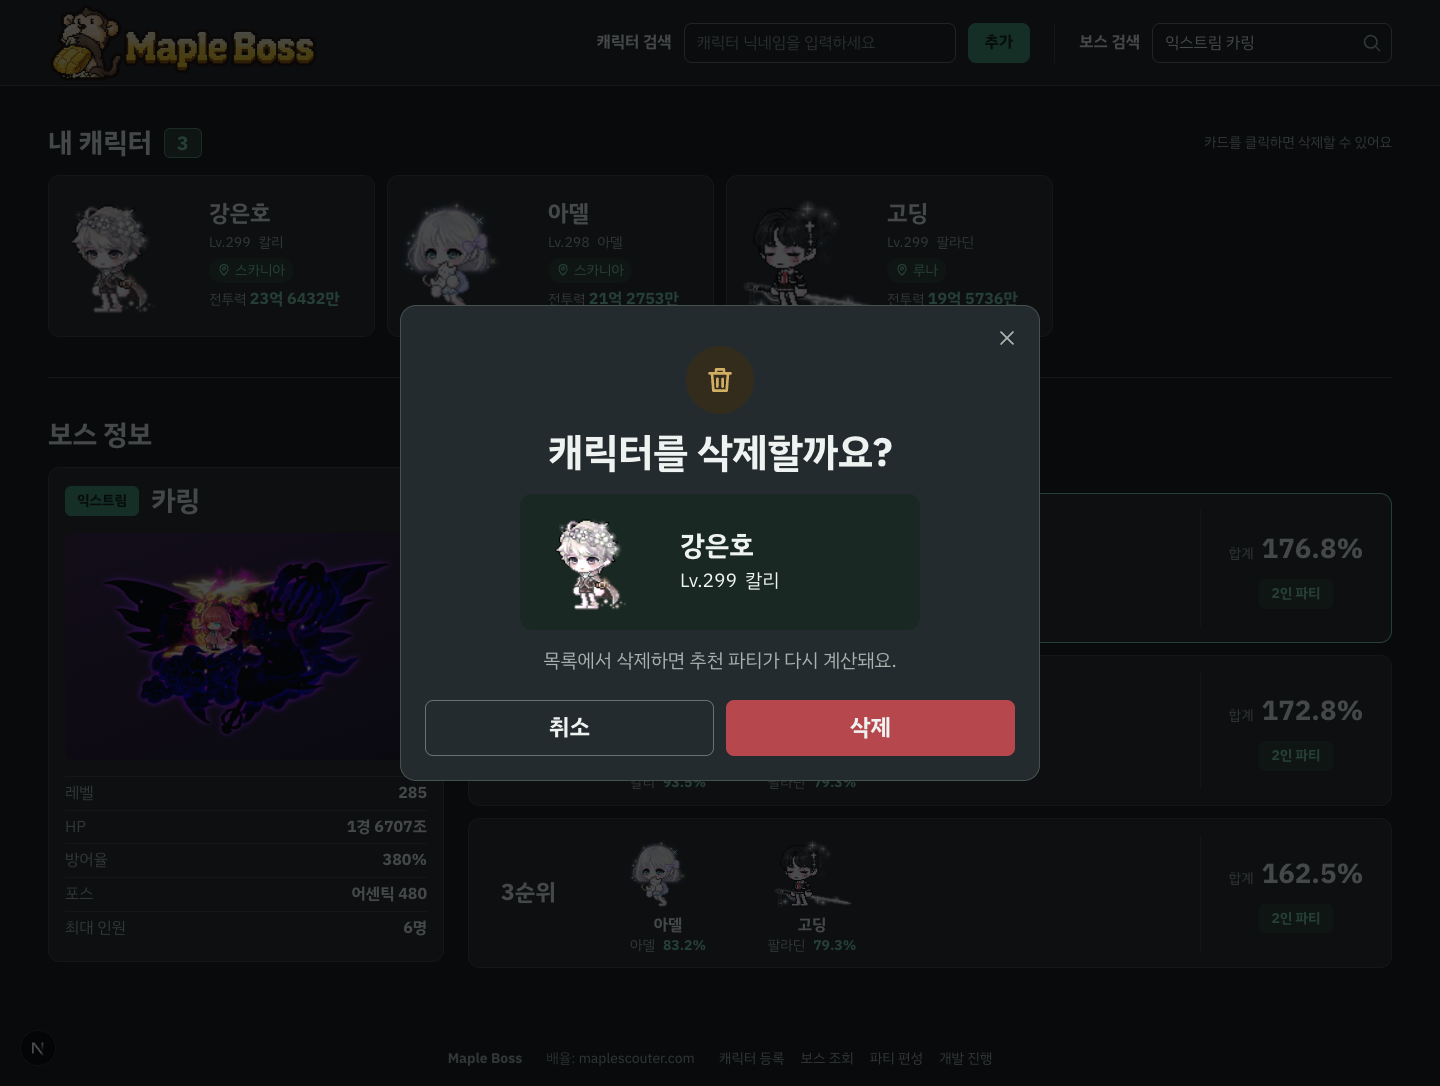 Maple Boss
캐릭터 검색
캐릭터 닉네임을 입력하세요
추가
보스 검색
익스트림 카링
내 캐릭터 3
카드를 클릭하면 삭제할 수 있어요
강은호
Lv.299 칼리
스카니아
전투력 23억 6432만
아델
Lv.298 아델
스카니아
전투력 21억 2753만
고딩
Lv.299 팔라딘
루나
전투력 19억 5736만
캐릭터를 삭제할까요?
강은호
Lv.299 칼리
목록에서 삭제하면 추천 파티가 다시 계산돼요.
취소
삭제
보스 정보
익스트림 카링
레벨 285
HP 1경 6707조
방어율 380%
포스 어센틱 480
최대 인원 6명
합계 176.8%
2인 파티
합계 172.8%
2인 파티
칼리 93.5%
팔라딘 79.3%
3순위
아델
아델 83.2%
고딩
팔라딘 79.3%
합계 162.5%
2인 파티
N
Maple Boss 배율: maplescouter.com 캐릭터 등록 보스 조회 파티 편성 개발 진행